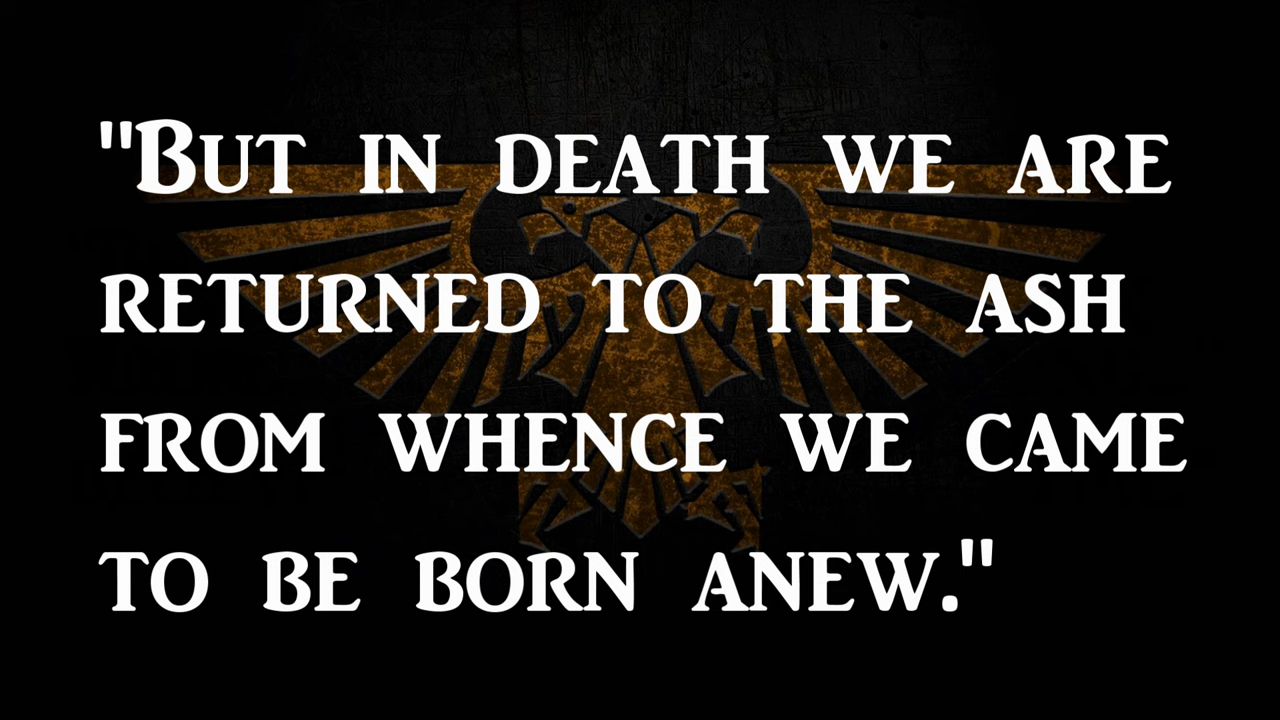 "But in death we are
returned to the ash
from whence we came
to be born anew."